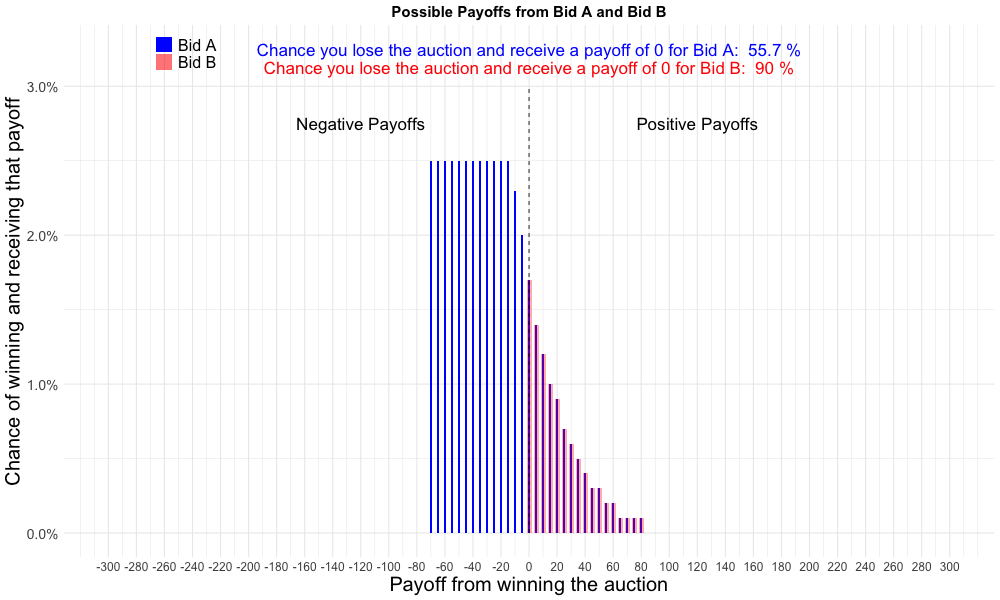 Possible Payoffs from Bid A and Bid B
Bid A
Bid B
Chance you lose the auction and receive a payoff of 0 for Bid A:  55.7 %
Chance you lose the auction and receive a payoff of 0 for Bid B:  90 %
Negative Payoffs
Positive Payoffs
Chance of winning and receiving that payoff
3.0%
2.0%
1.0%
0.0%
-300 -280 -260 -240 -220 -200 -180 -160 -140 -120 -100 -80 -60 -40 -20 0 20 40 60 80 100 120 140 160 180 200 220 240 260 280 300
Payoff from winning the auction